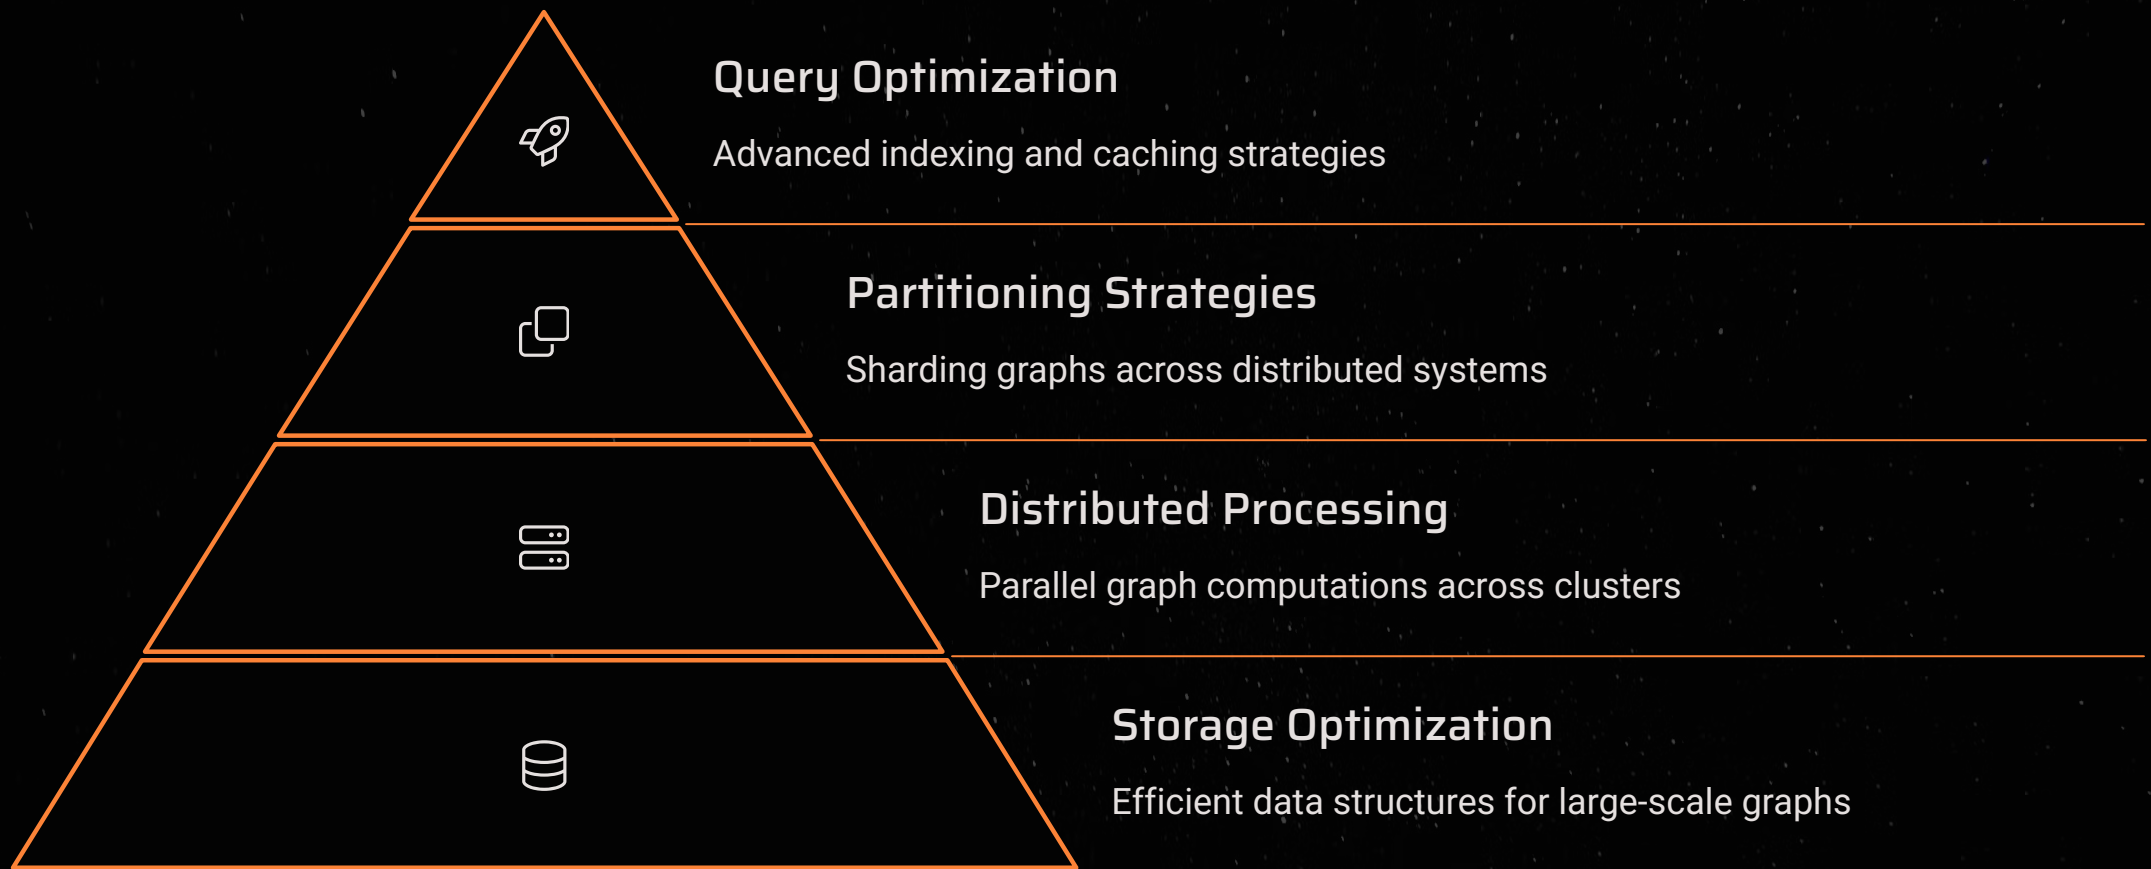 Query Optimization
Advanced indexing and caching strategies
Partitioning Strategies
Sharding graphs across distributed systems
Distributed Processing
Parallel graph computations across clusters
Storage Optimization
Efficient data structures for large-scale graphs